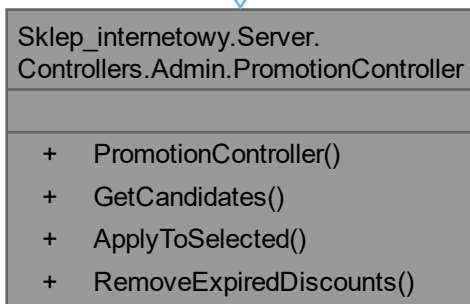 Sklep_internetowy.Server.
Controllers.Admin.PromotionController
+ PromotionController()
+ GetCandidates()
+ ApplyToSelected()
+ RemoveExpiredDiscounts()